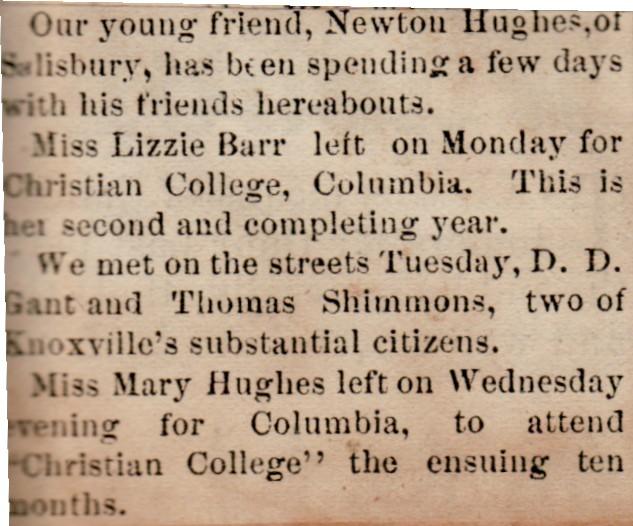 Our young friend, Newton Hughes,of
Salisbury, has been spending a few days
with his friends hereabouts.
Miss Lizzie Barr left on Monday for
Christian College, Columbia. This is
her second and completing year.
We met on the streets Tuesday, D. D.
Gant and Thomas Shimmons, two of
Knoxville's substantial citizens.
Miss Mary Hughes left on Wednesday
evening for Columbia, to attend
"Christian College" the ensuing ten
months.